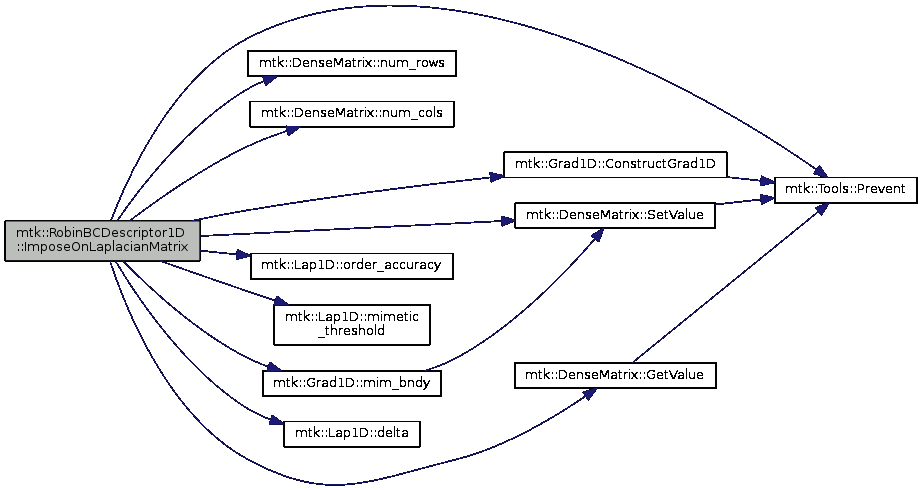 mtk::RobinBCDescriptor1D
::ImposeOnLaplacianMatrix
mtk::DenseMatrix::num_rows
mtk::DenseMatrix::num_cols
mtk::Grad1D::ConstructGrad1D
mtk::Tools::Prevent
mtk::DenseMatrix::SetValue
mtk::Lap1D::order_accuracy
mtk::Lap1D::mimetic
_threshold
mtk::Grad1D::mim_bndy
mtk::DenseMatrix::GetValue
mtk::Lap1D::delta